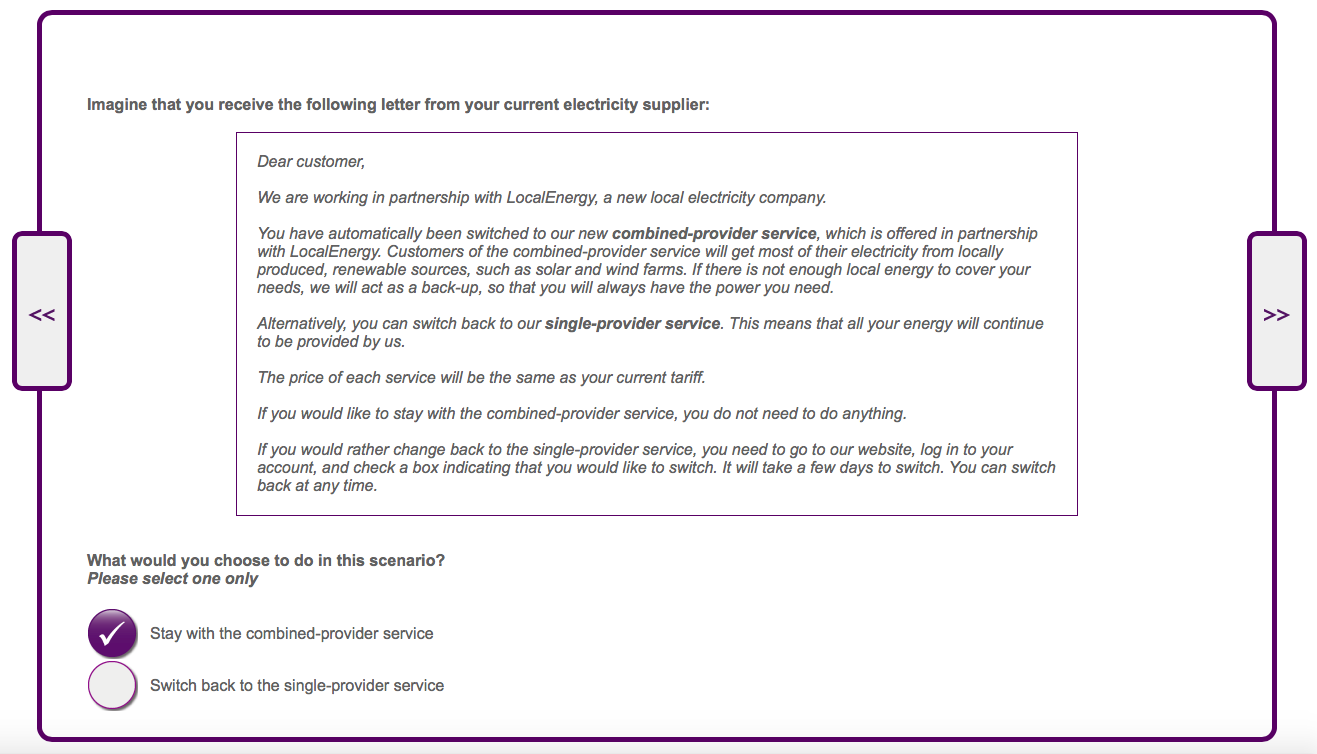 Imagine that you receive the following letter from your current electricity supplier:
Dear customer,
We are working in partnership with LocalEnergy, a new local electricity company.
You have automatically been switched to our new combined-provider service, which is offered in partnership
with LocalEnergy. Customers of the combined-provider service will get most of their electricity from locally
produced, renewable sources, such as solar and wind farms. If there is not enough local energy to cover your
needs, we will act as a back-up, so that you will always have the power you need.
Alternatively, you can switch back to our single-provider service. This means that all your energy will continue
to be provided by us.
The price of each service will be the same as your current tariff.
If you would like to stay with the combined-provider service, you do not need to do anything.
If you would rather change back to the single-provider service, you need to go to our website, log in to your
account, and check a box indicating that you would like to switch. It will take a few days to switch. You can switch
back at any time.
<<
>>
What would you choose to do in this scenario?
Please select one only
Stay with the combined-provider service
Switch back to the single-provider service